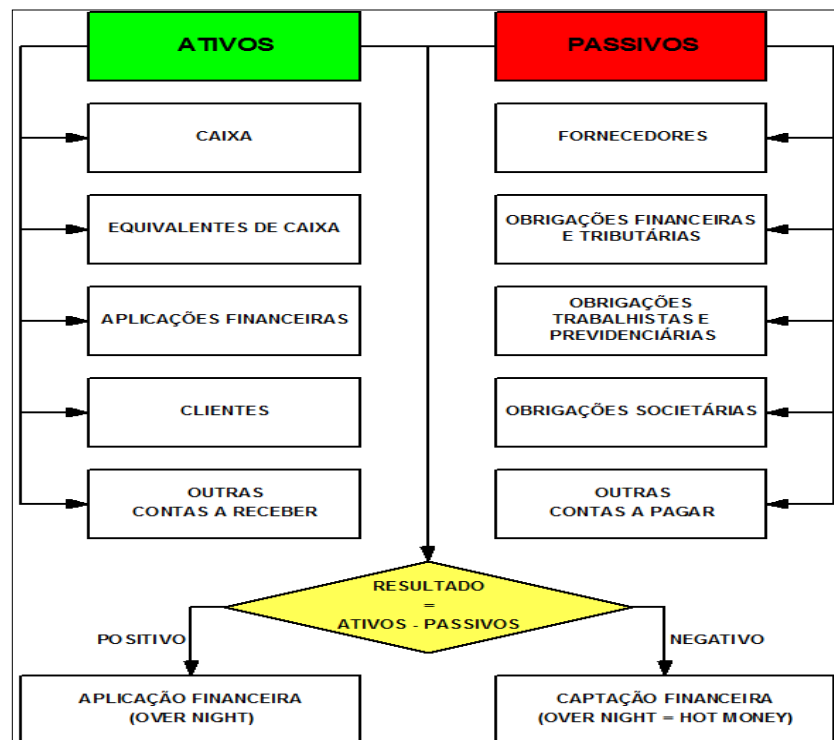 ATIVOS
PASSIVOS
CAIXA
FORNECEDORES
EQUIVALENTES DE CAIXA
OBRIGAÇÕES FINANCEIRAS
E TRIBUTÁRIAS
APLICAÇÕES FINANCEIRAS
OBRIGAÇÕES
TRABALHISTAS E
PREVIDENCIÁRIAS
CLIENTES
OBRIGAÇÕES SOCIETÁRIAS
OUTRAS
CONTAS A RECEBER
OUTRAS
CONTAS A PAGAR
RESULTADO
=
ATIVOS - PASSIVOS
POSITIVO
NEGATIVO
APLICAÇÃO FINANCEIRA
(OVER NIGHT)
CAPTAÇÃO FINANCEIRA
(OVER NIGHT = HOT MONEY)